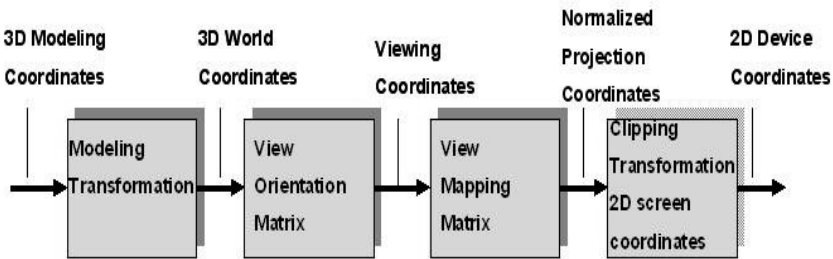 3D Modeling
Coordinates
3D World
Coordinates
Viewing
Coordinates
Normalized
Projection
Coordinates
2D Device
Coordinates
Modeling
Transformation
View
Orientation
Matrix
View
Mapping
Matrix
Clipping
Transformation
2D screen
coordinates